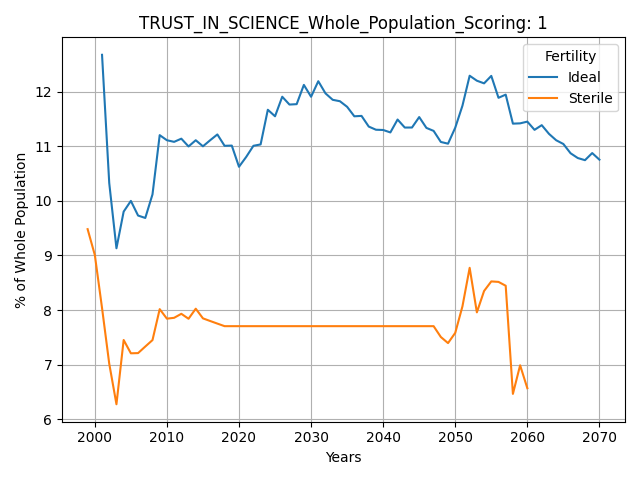 TRUST_IN_SCIENCE_Whole_Population_Scoring: 1
Fertility
Ideal
Sterile
% of Whole Population
12
11
10
9
8
7
6
2000 2010 2020 2030 2040 2050 2060 2070
Years